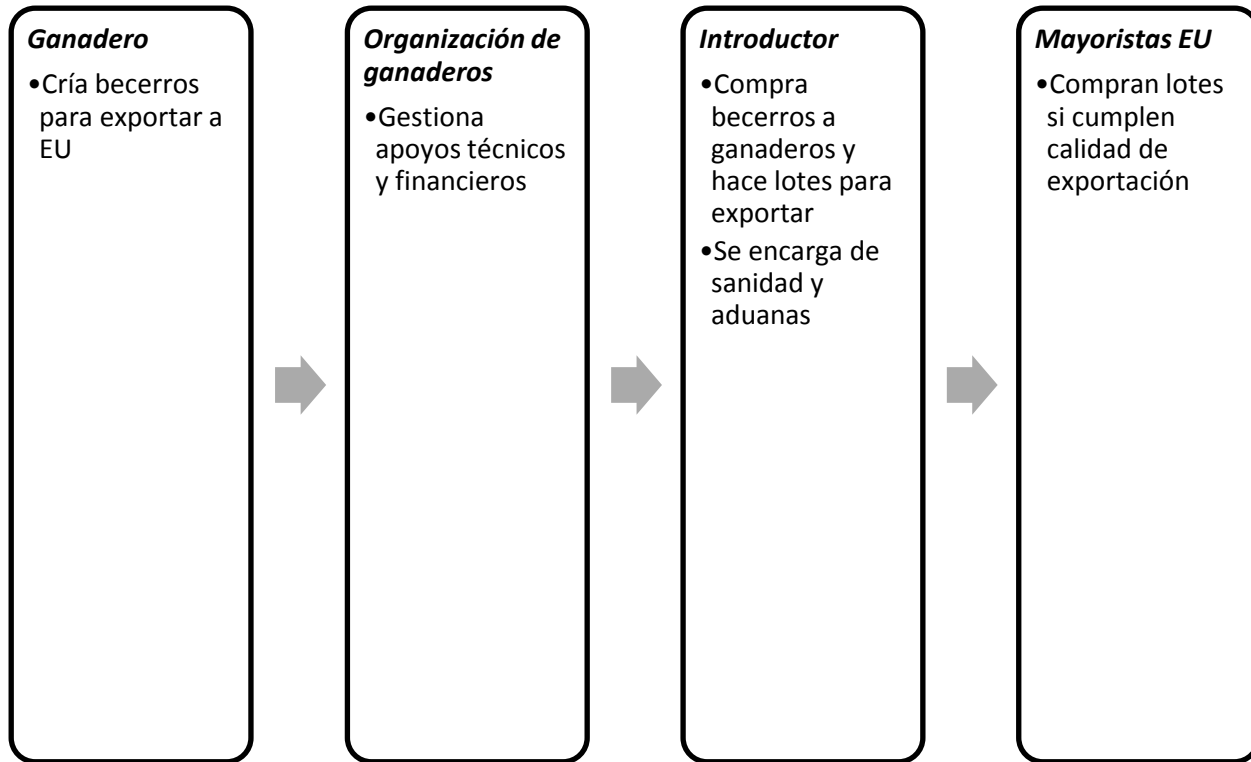 Ganadero
•Cría becerros
para exportar a
EU
Organización de
ganaderos
•Gestiona
apoyos técnicos
y financieros
Introductor
•Compra
becerros a
ganaderos y
hace lotes para
exportar
•Se encarga de
sanidad y
aduanas
Mayoristas EU
•Compran lotes
si cumplen
calidad de
exportación